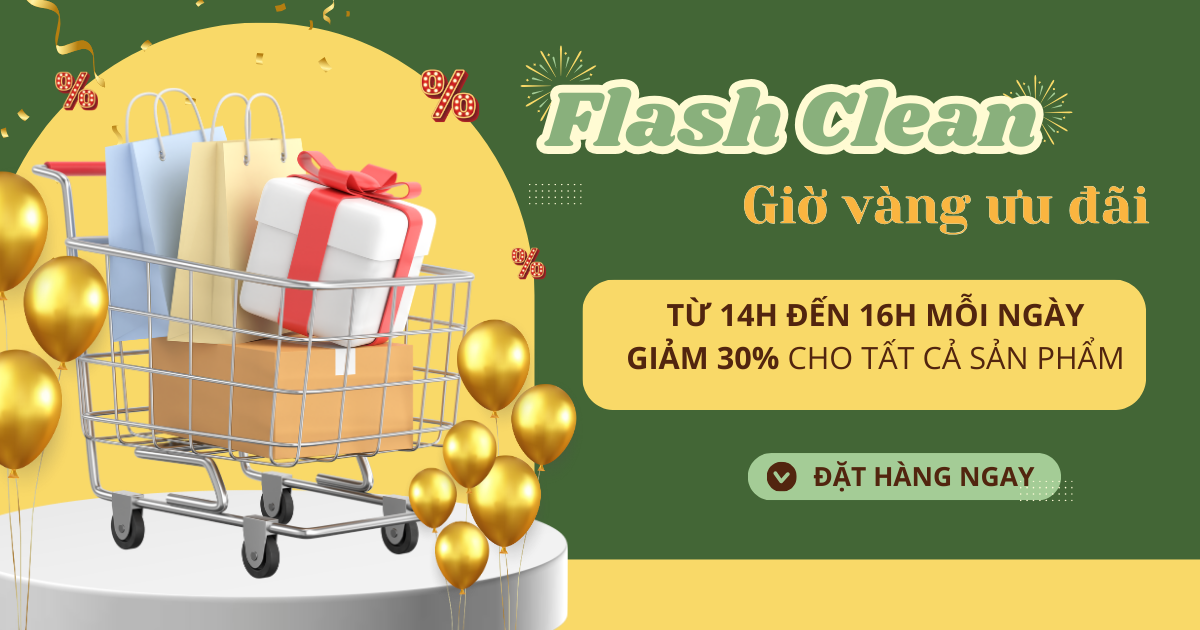 Flash Clean
Giờ vàng ưu đãi
TỪ 14H ĐẾN 16H MỖI NGÀY
GIẢM 30% CHO TẤT CẢ SẢN PHẨM
ĐẶT HÀNG NGAY
%
%
%